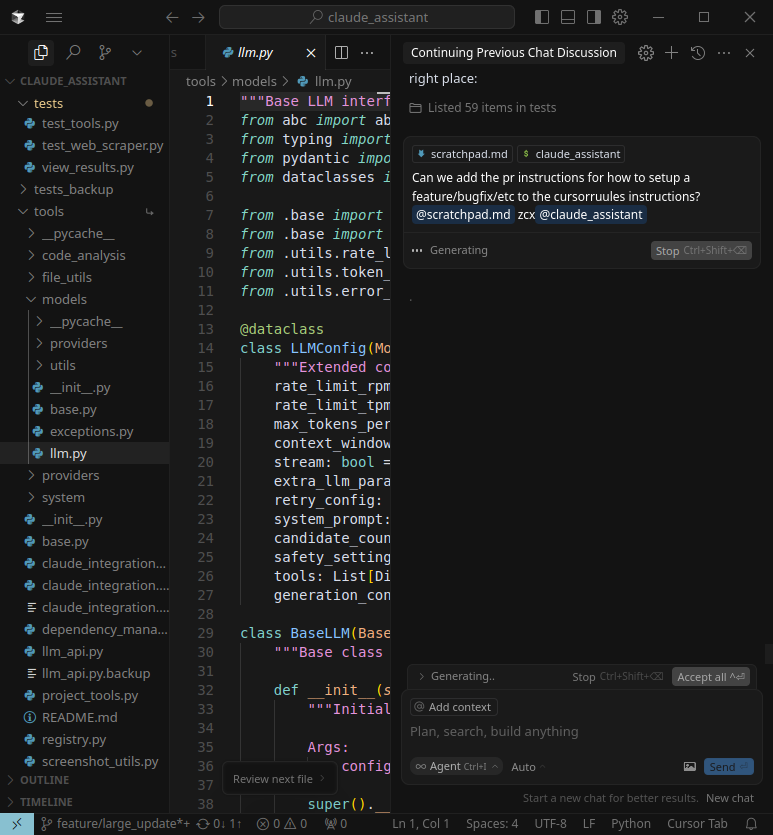 claude_assistant
s
llm.py
Continuing Previous Chat Discussion
CLAUDE_ASSISTANT
tests
test_tools.py
test_web_scraper.py
view_results.py
tests_backup
tools
__pycache__
code_analysis
file_utils
models
__pycache__
providers
utils
__init__.py
base.py
exceptions.py
llm.py
providers
system
__init__.py
base.py
claude_integration...
claude_integration....
claude_integration....
dependency_mana...
llm_api.py
llm_api.py.backup
project_tools.py
README.md
registry.py
screenshot_utils.py
OUTLINE
TIMELINE
tools > models > llm.py
1 """Base LLM interf
2 from abc import ab
3 from typing import
4 from pydantic impo
5 from dataclasses i
6
7 from .base import
8 from .base import
9 from .utils.rate_l
10 from .utils.token_
11 from .utils.error_
12
13 @dataclass
14 class LLMConfig(Mo
15 """Extended co
16 rate_limit_rpm
17 rate_limit_tpm
18 max_tokens_per
19 context_window
20 stream: bool =
21 extra_llm_para
22 retry_config:
23 system_prompt:
24 candidate_coun
25 safety_setting
26 tools: List[Di
27 generation_con
28
29 class BaseLLM(Base
30 """Base class
31
32 def __init__(s
33 """Initial
34
35 Args:
36 config
37
38 super().__
Review next file
right place:
Listed 59 items in tests
scratchpad.md
$ claude_assistant
Can we add the pr instructions for how to setup a
feature/bugfix/etc to the cursorruules instructions?
@scratchpad.md zcx @claude_assistant
Generating
Stop Ctrl+Shift+⌫
Generating..
Stop Ctrl+Shift+⌫
Accept all ^⏎
@ Add context
Plan, search, build anything
∞ Agent Ctrl+I
Auto
Send ⏎
Start a new chat for better results. New chat
feature/large_update*+ 0↓ 1↑ 0 0 0 Ln 1, Col 1 Spaces: 4 UTF-8 LF Python Cursor Tab